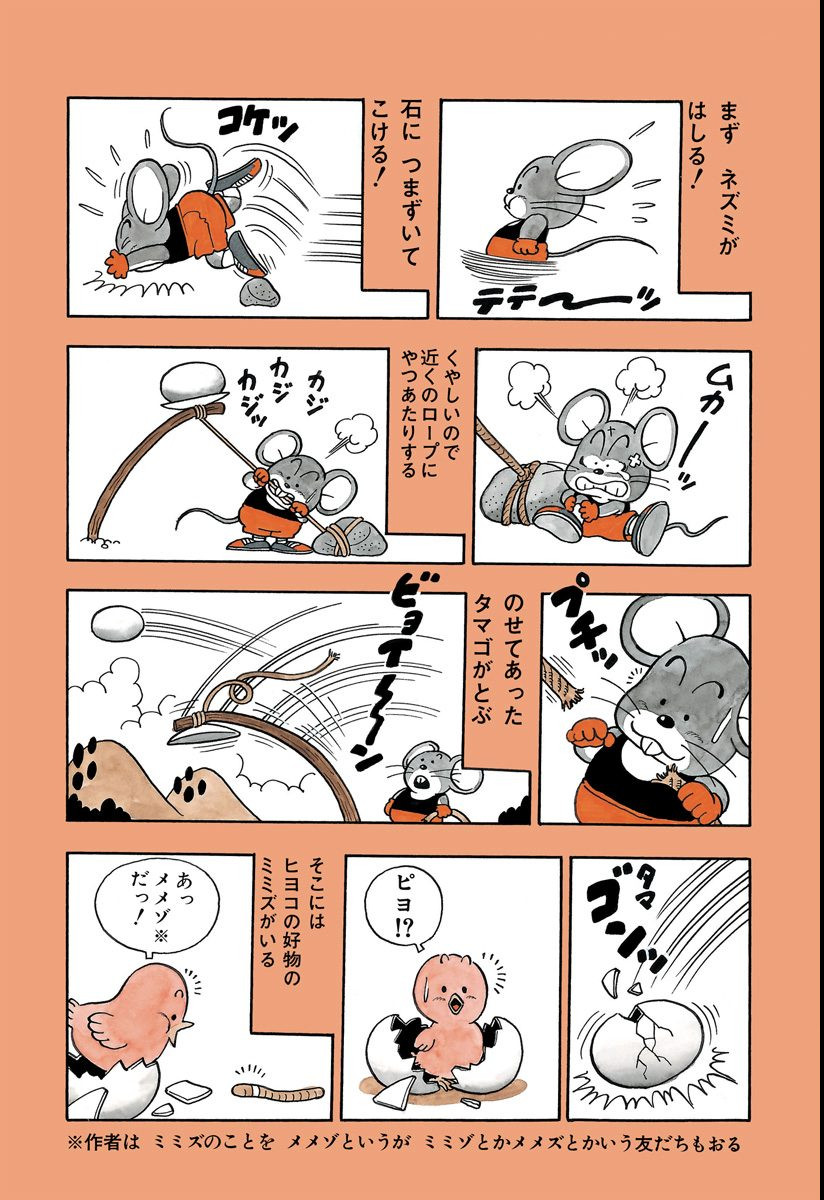 まず ネズミが
はしる!
テテーーッ
石に つまずいて
こける!
コケッ
ムカーーッ
くやしいので
近くのロープに
やつあたりする
カジ
カジ
カジッ
プチッ
のせてあった
タマゴがとぶ
ビョイ〜〜ン
タマ
ゴンッ
ピヨ!?
そこには
ヒヨコの好物の
ミミズがいる
あっ
メメゾ※
だっ!
※作者は ミミズのことを メメゾというが ミミゾとかメメズとかいう友だちもおる